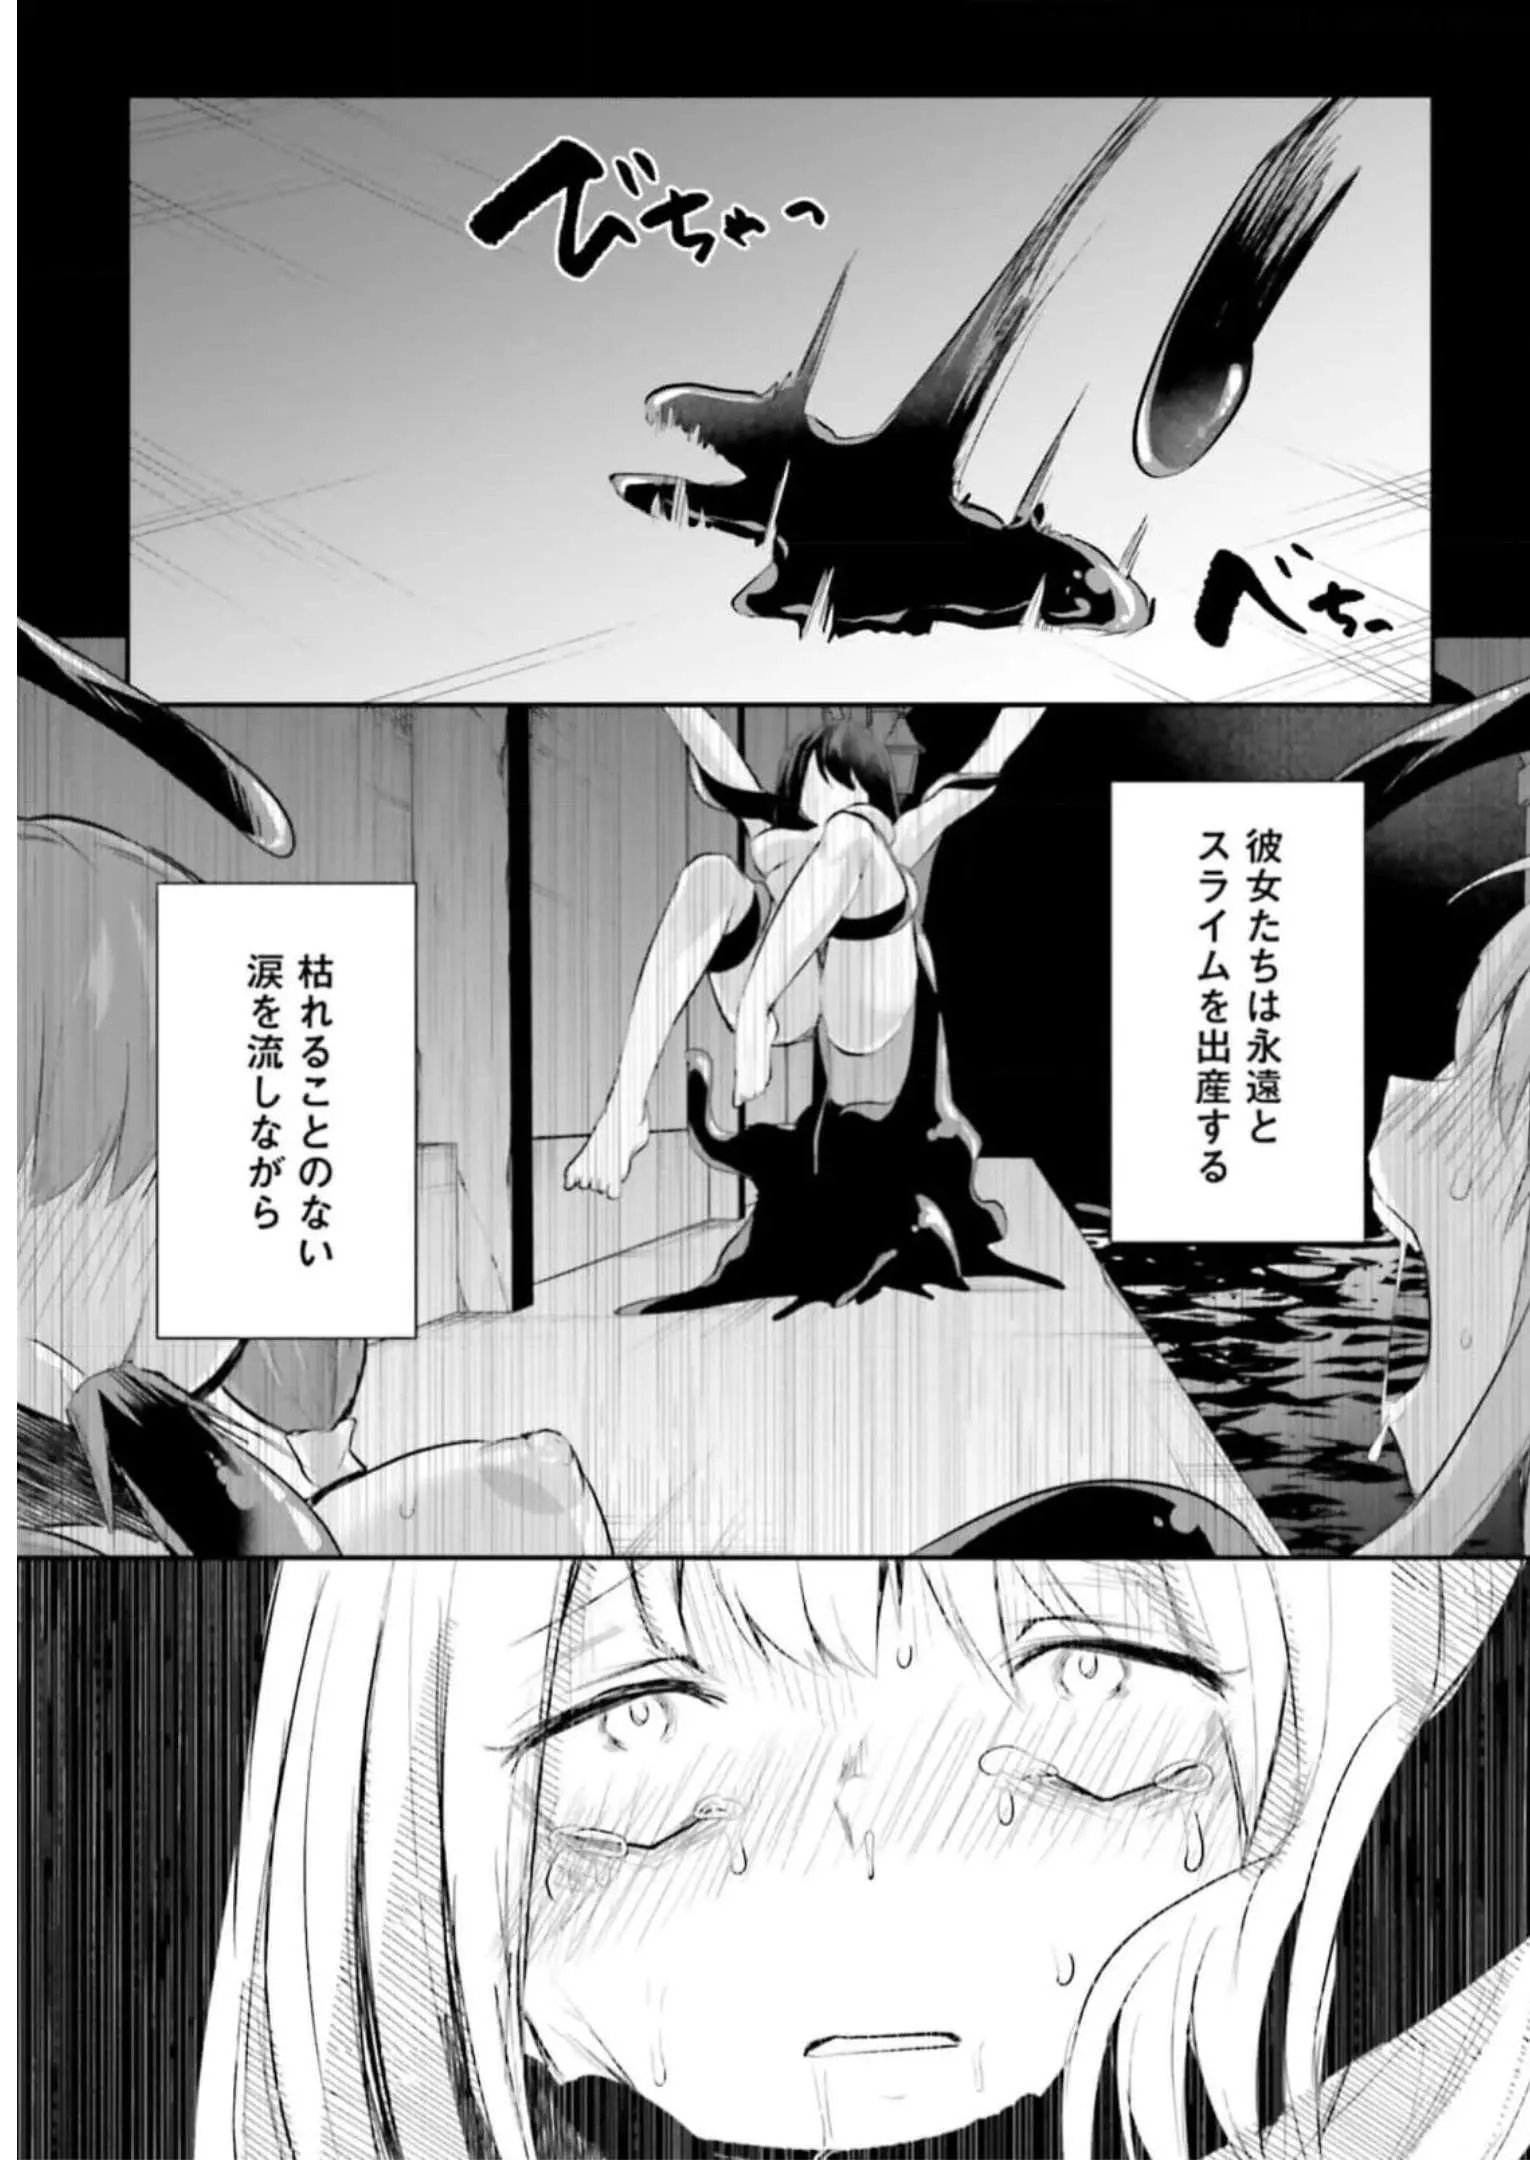 びちゃっ
べちっ
彼女たちは永遠と
スライムを出産する
枯れることのない
涙を流しながら